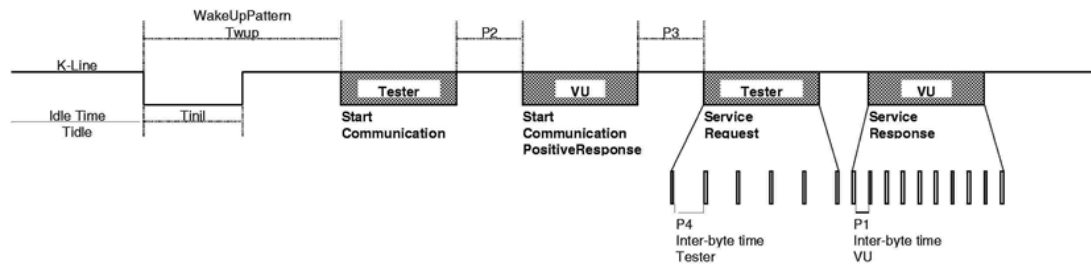 WakeUpPattern
Twup
P2
P3
K-Line
Tester
VU
Tester
VU
Idle Time
Tidle
Tinil
Start
Communication
Start
Communication
PositiveResponse
Service
Request
Service
Response
P4
Inter-byte time
Tester
P1
Inter-byte time
VU